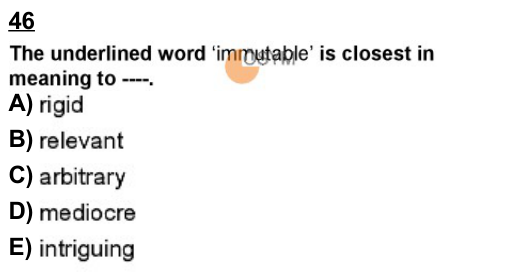 46
The underlined word ‘immutable’ is closest in
meaning to ----.
A) rigid
B) relevant
C) arbitrary
D) mediocre
E) intriguing